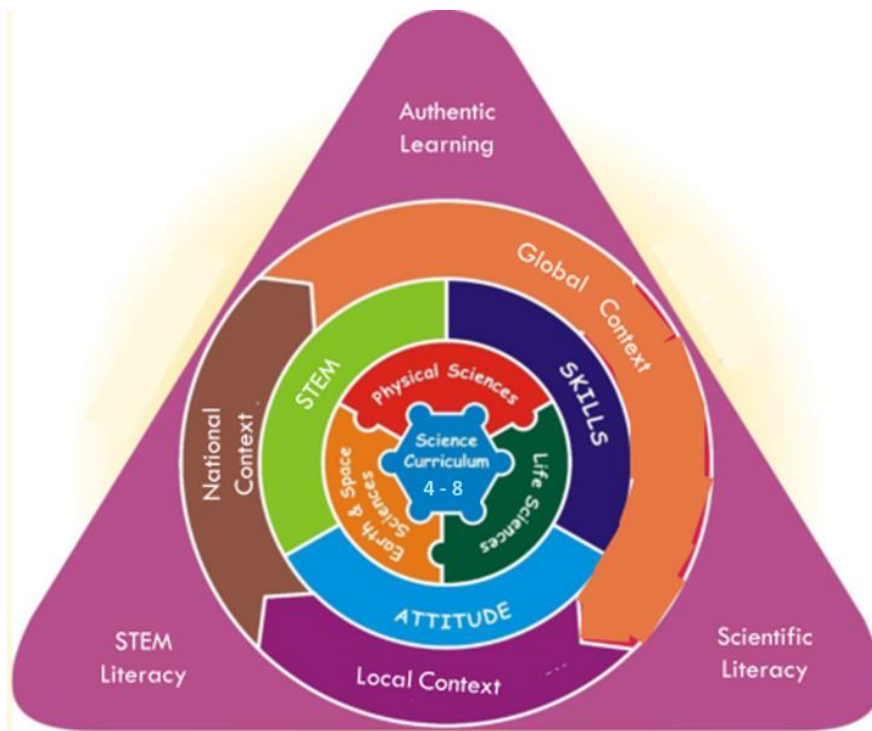 Authentic
Learning
Global Context
National
Context
STEM
SKILLS
Physical Sciences
Science
Curriculum
4 - 8
Earth & Space
Sciences
Life Sciences
ATTITUDE
Local Context
STEM
Literacy
Scientific
Literacy